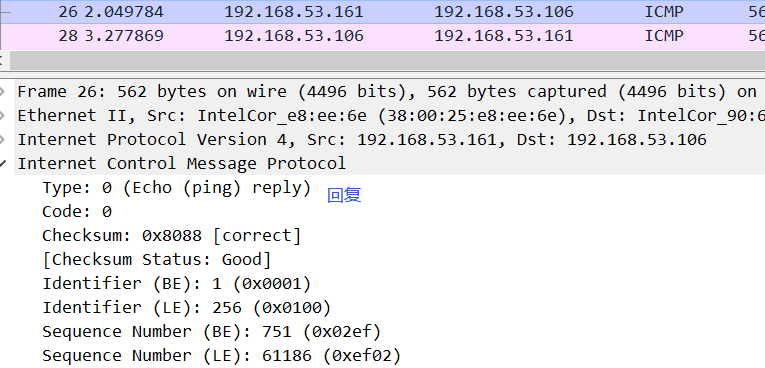 26 2.049784 192.168.53.161 192.168.53.106 ICMP 56
28 3.277869 192.168.53.106 192.168.53.161 ICMP 56
Frame 26: 562 bytes on wire (4496 bits), 562 bytes captured (4496 bits) on
Ethernet II, Src: IntelCor_e8:ee:6e (38:00:25:e8:ee:6e), Dst: IntelCor_90:6
Internet Protocol Version 4, Src: 192.168.53.161, Dst: 192.168.53.106
Internet Control Message Protocol
Type: 0 (Echo (ping) reply) 回复
Code: 0
Checksum: 0x8088 [correct]
[Checksum Status: Good]
Identifier (BE): 1 (0x0001)
Identifier (LE): 256 (0x0100)
Sequence Number (BE): 751 (0x02ef)
Sequence Number (LE): 61186 (0xef02)